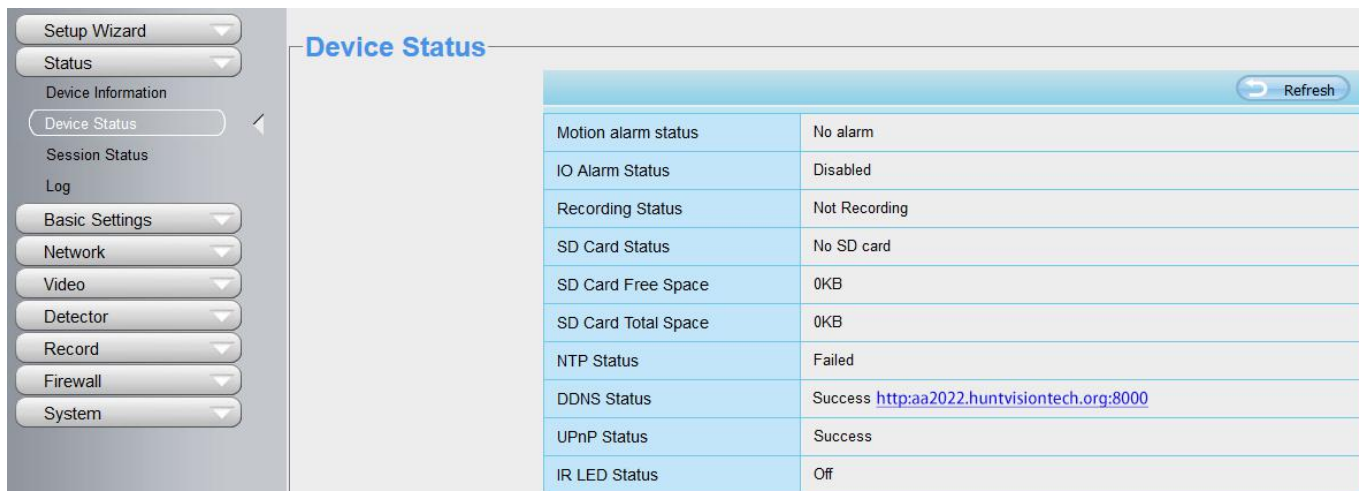 Setup Wizard
Status
Device Information
Device Status
Session Status
Log
Basic Settings
Network
Video
Detector
Record
Firewall
System
Device Status
Refresh
Motion alarm status No alarm
IO Alarm Status Disabled
Recording Status Not Recording
SD Card Status No SD card
SD Card Free Space 0KB
SD Card Total Space 0KB
NTP Status Failed
DDNS Status Success http:aa2022.huntvisiontech.org:8000
UPnP Status Success
IR LED Status Off